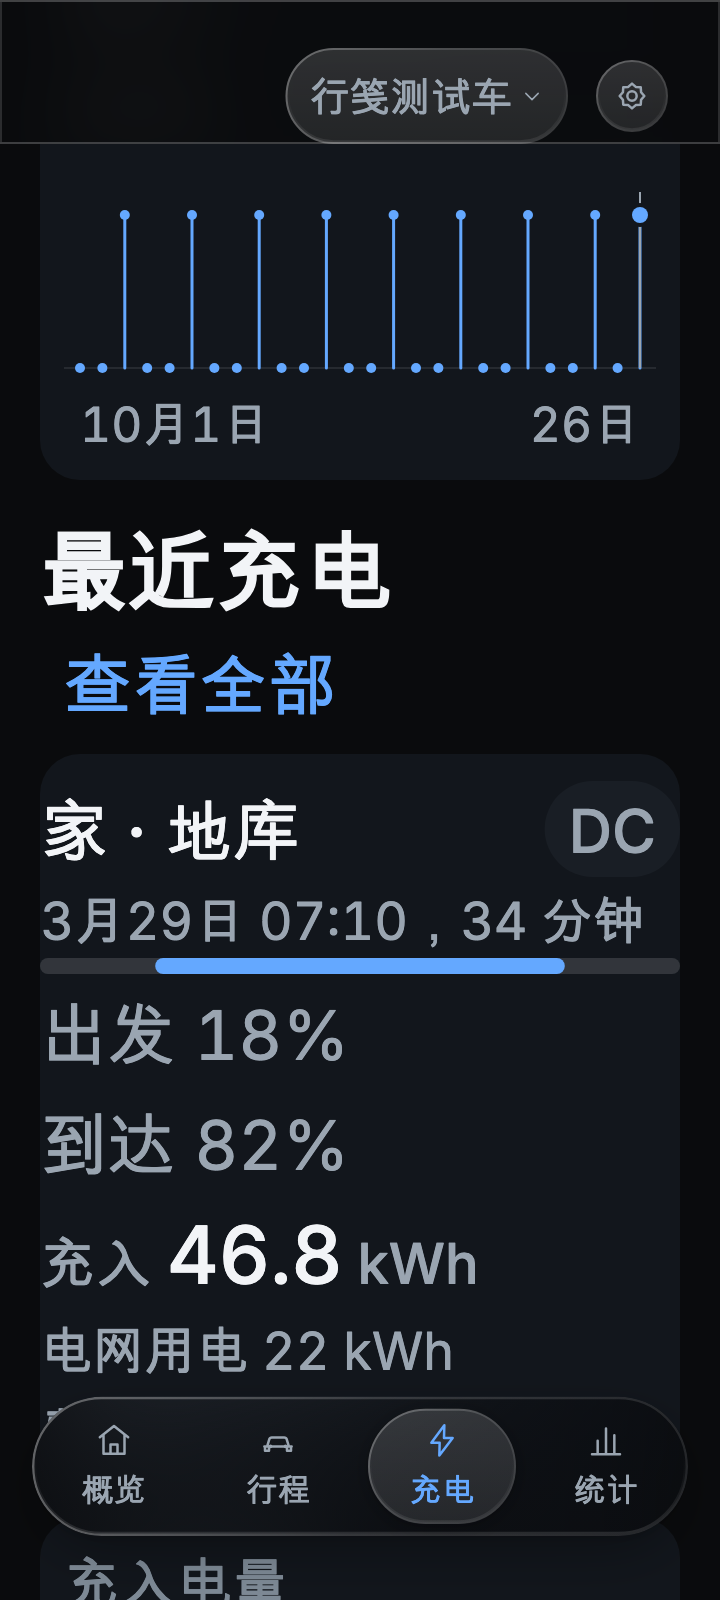 行笺测试车
10月1日 26日
最近充电
查看全部
家 · 地库 DC
3月29日 07:10，34 分钟
出发 18%
到达 82%
充入 46.8 kWh
电网用电 22 kWh
概览 行程 充电 统计
充入电量